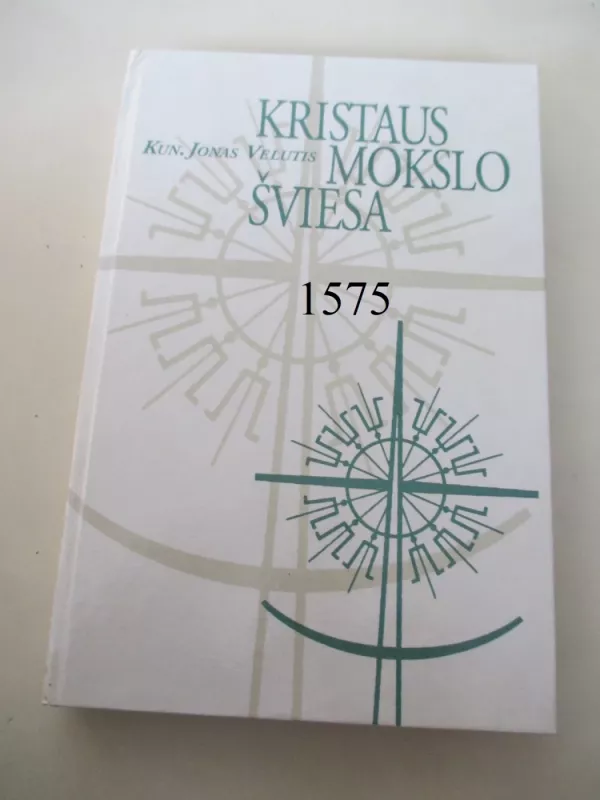 KRISTAUS
KUN. JONAS VELUTIS
MOKSLO
ŠVIESA
1575